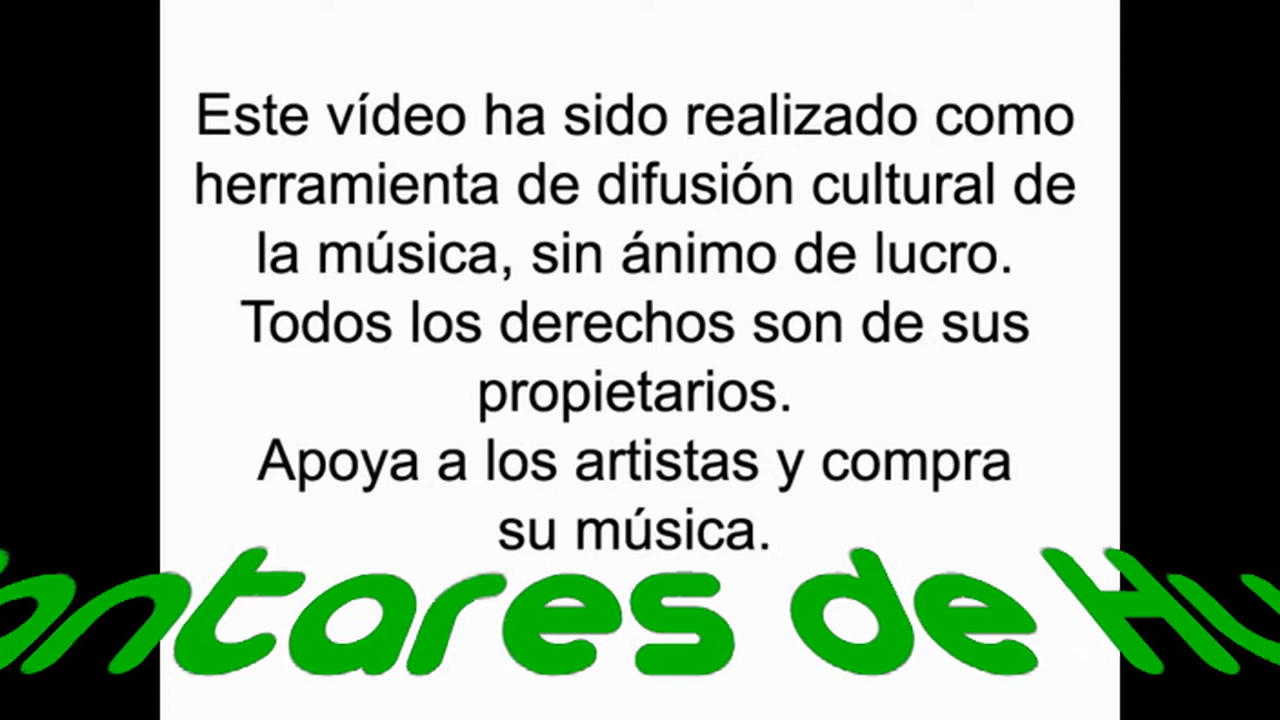 Este vídeo ha sido realizado como
herramienta de difusión cultural de
la música, sin ánimo de lucro.
Todos los derechos son de sus
propietarios.
Apoya a los artistas y compra
su música.
de